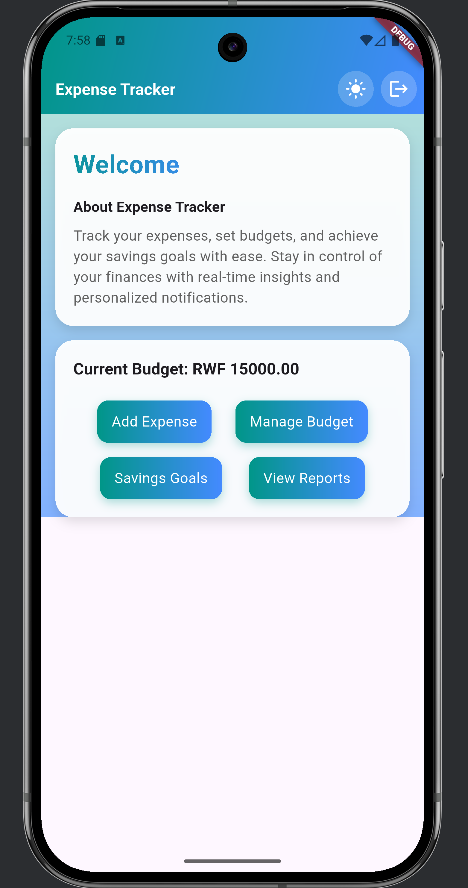 7:58
DEBUG
Expense Tracker
Welcome
About Expense Tracker
Track your expenses, set budgets, and achieve
your savings goals with ease. Stay in control of
your finances with real-time insights and
personalized notifications.
Current Budget: RWF 15000.00
Add Expense
Manage Budget
Savings Goals
View Reports